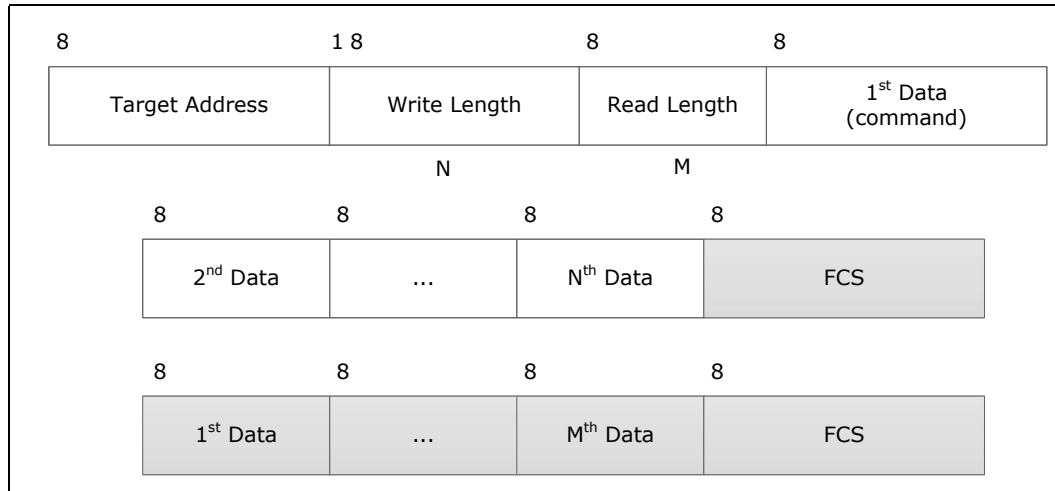 8 1 8 8 8
Target Address Write Length Read Length 1st Data
(command)
N M
8 8 8 8
2nd Data ... Nth Data FCS
8 8 8 8
1st Data ... Mth Data FCS